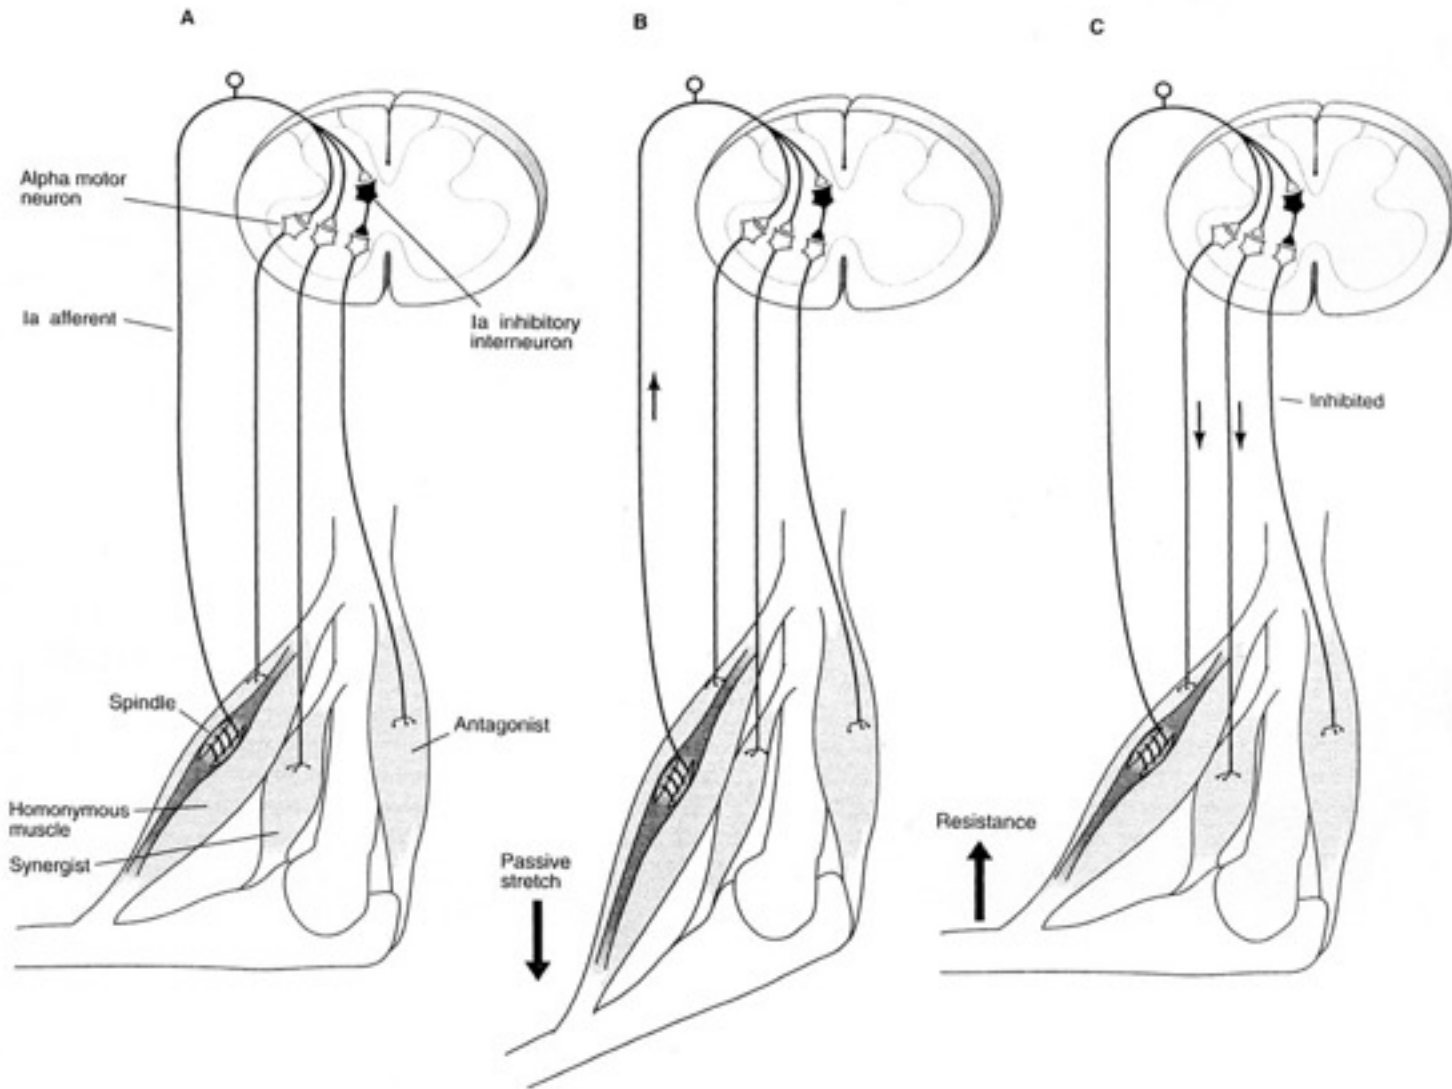 A
Alpha motor
neuron
Ia afferent
Ia inhibitory
interneuron
Spindle
Antagonist
Homonymous
muscle
Synergist
B
Passive
stretch
C
Inhibited
Resistance